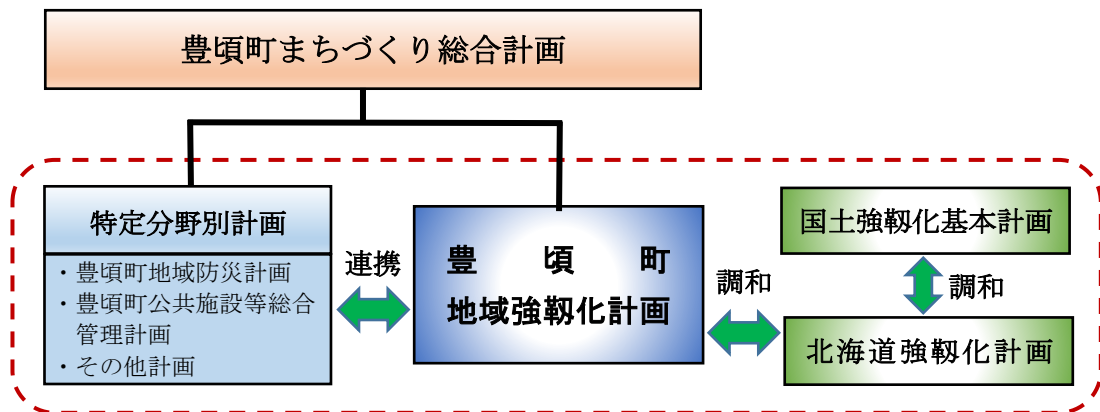 豊頃町まちづくり総合計画
特定分野別計画
・豊頃町地域防災計画
・豊頃町公共施設等総合
管理計画
・その他計画
連携
豊頃町
地域強靱化計画
調和
国土強靱化基本計画
調和
北海道強靱化計画